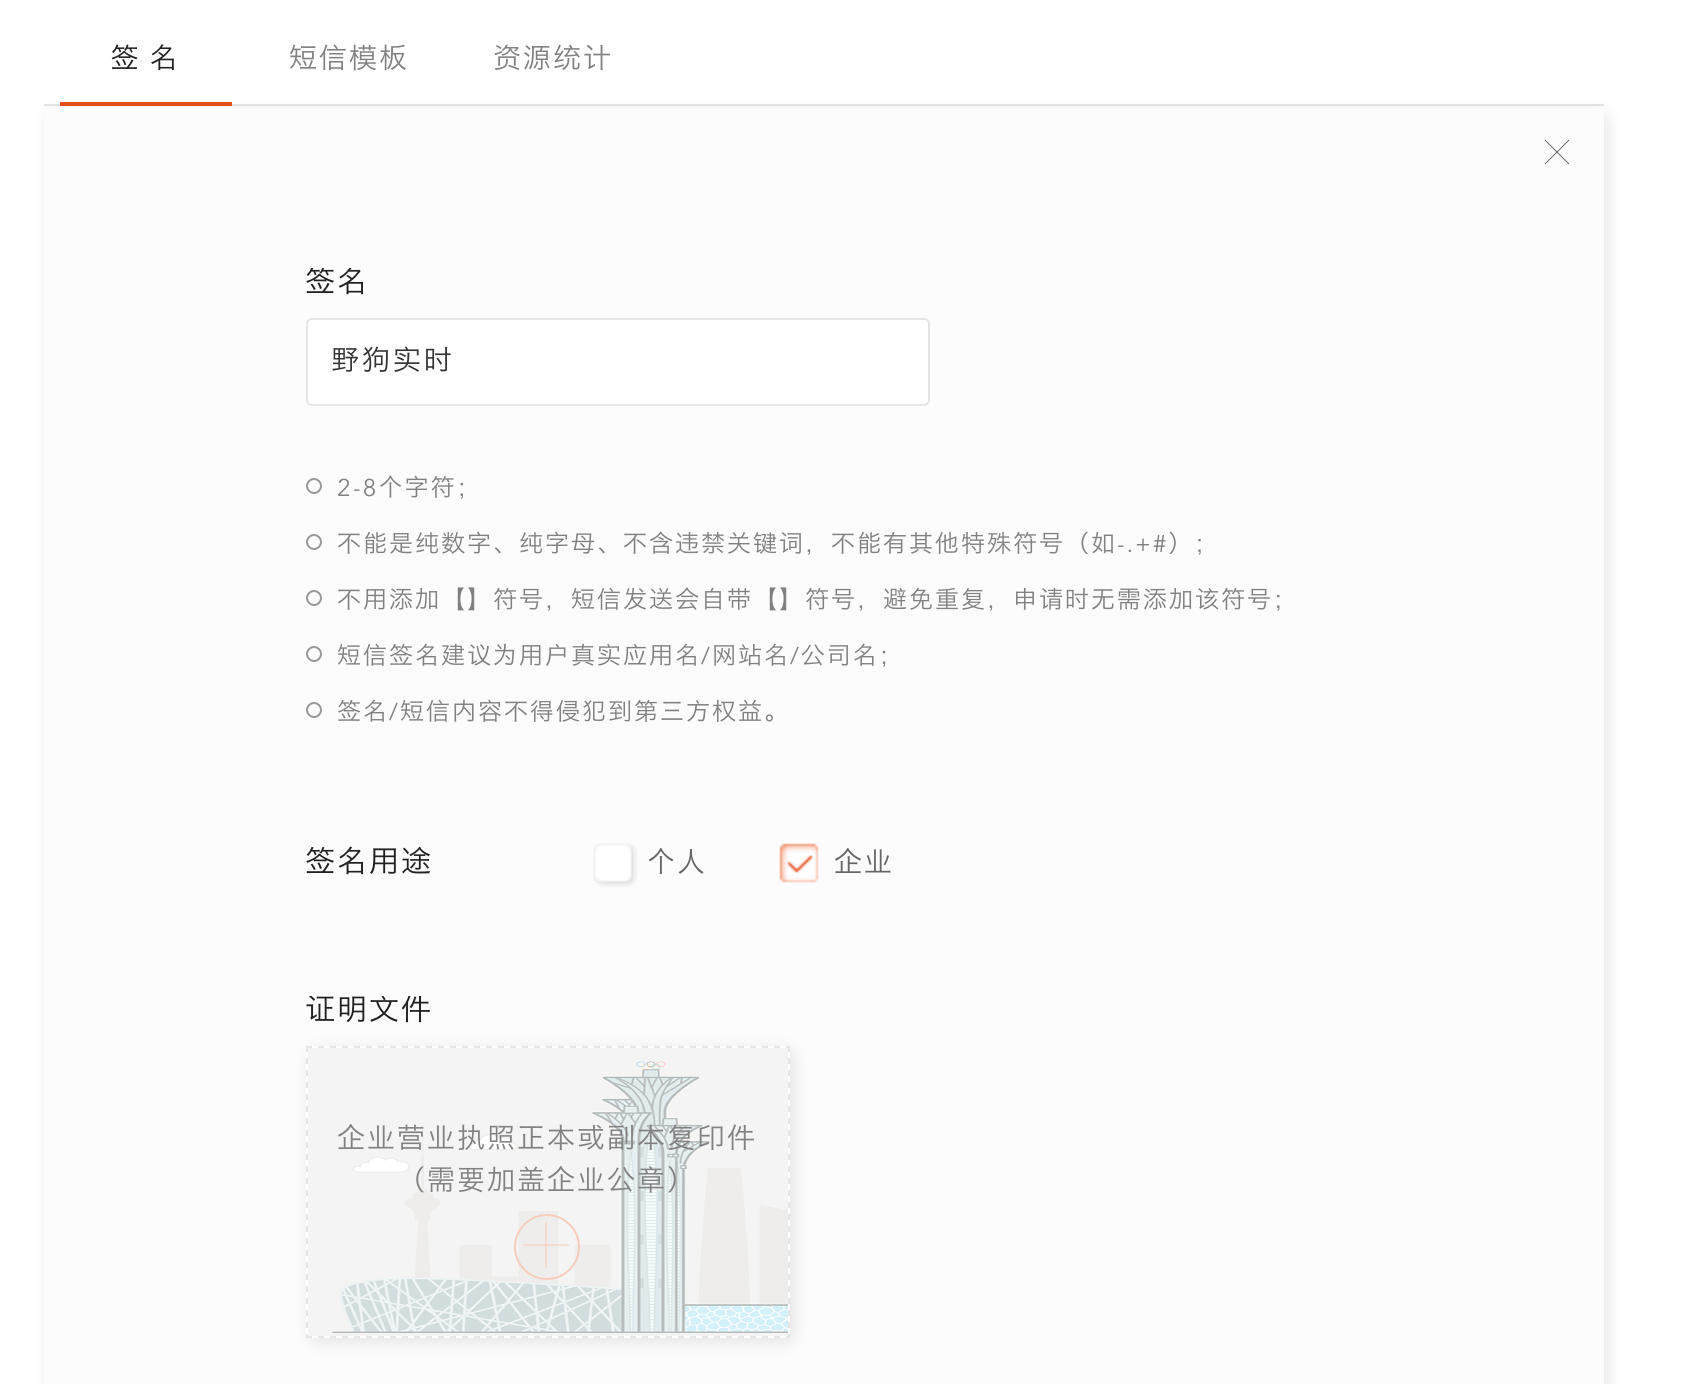 签 名 短信模板 资源统计
签名
野狗实时
2-8个字符；
不能是纯数字、纯字母、不含违禁关键词，不能有其他特殊符号（如-.+#）；
不用添加【】符号，短信发送会自带【】符号，避免重复，申请时无需添加该符号；
短信签名建议为用户真实应用名/网站名/公司名；
签名/短信内容不得侵犯到第三方权益。
签名用途 个人 企业
证明文件
企业营业执照正本或副本复印件
（需要加盖企业公章）